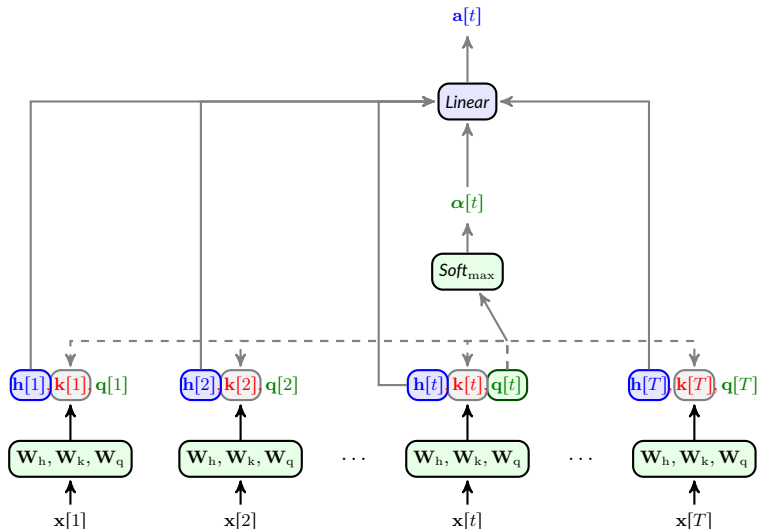 a[t]
Linear
α[t]
Softmax
h[1], k[1], q[1] h[2], k[2], q[2] h[t], k[t], q[t] h[T], k[T], q[T]
Wh, Wk, Wq Wh, Wk, Wq ... Wh, Wk, Wq ... Wh, Wk, Wq
x[1] x[2] x[t] x[T]